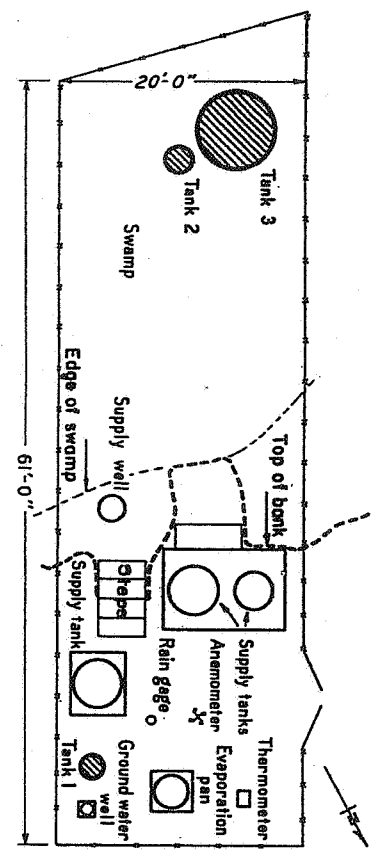 20'-0"
Tank 3
Tank 2
Swamp
Edge of swamp
Supply well
Top of bank
61'-0"
Steps
Supply tank
Supply tanks
Anemometer
Rain gage
Thermometer
Evaporation
pan
Ground water
well
Tank 1
N